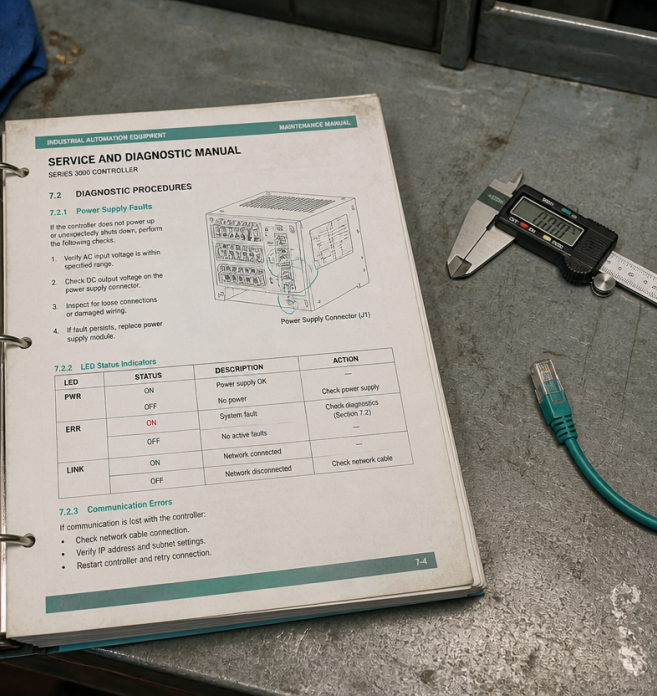 INDUSTRIAL AUTOMATION EQUIPMENT
MAINTENANCE MANUAL
SERVICE AND DIAGNOSTIC MANUAL
SERIES 3000 CONTROLLER
7.2 DIAGNOSTIC PROCEDURES
7.2.1 Power Supply Faults
If the controller does not power up
or unexpectedly shuts down, perform
the following checks.
1. Verify AC input voltage is within
specified range.
2. Check DC output voltage on the
power supply connector.
3. Inspect for loose connections
or damaged wiring.
4. If fault persists, replace power
supply module.
Power Supply Connector (J1)
7.2.2 LED Status Indicators
LED STATUS DESCRIPTION ACTION
PWR ON Power supply OK —
OFF No power Check power supply
ERR ON System fault Check diagnostics
(Section 7.2)
OFF No active faults —
LINK ON Network connected —
OFF Network disconnected Check network cable
7.2.3 Communication Errors
If communication is lost with the controller:
• Check network cable connection.
• Verify IP address and subnet settings.
• Restart controller and retry connection.
7-4